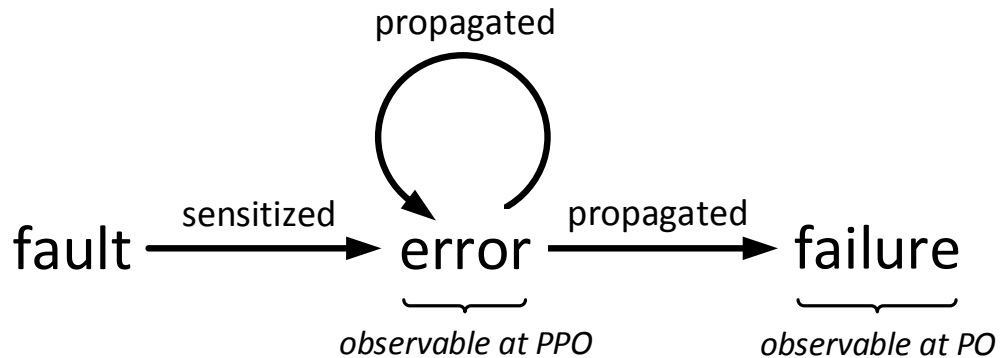 propagated
sensitized
propagated
fault
error
failure
observable at PPO
observable at PO